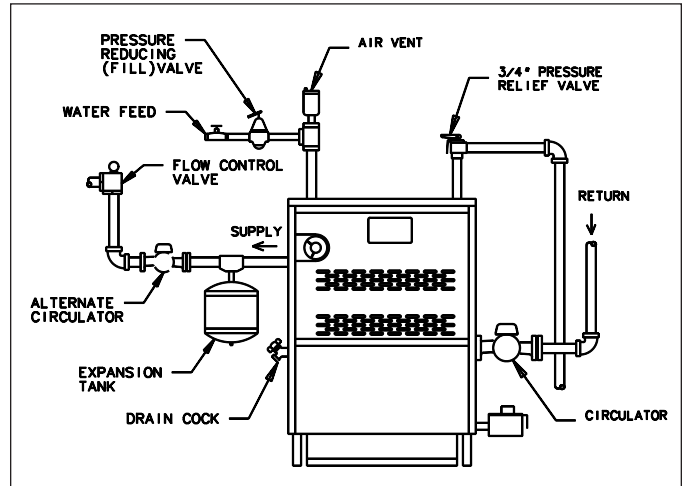 PRESSURE
REDUCING
(FILL)VALVE
AIR VENT
3/4" PRESSURE
RELIEF VALVE
WATER FEED
FLOW CONTROL
VALVE
RETURN
SUPPLY
ALTERNATE
CIRCULATOR
EXPANSION
TANK
DRAIN COCK
CIRCULATOR